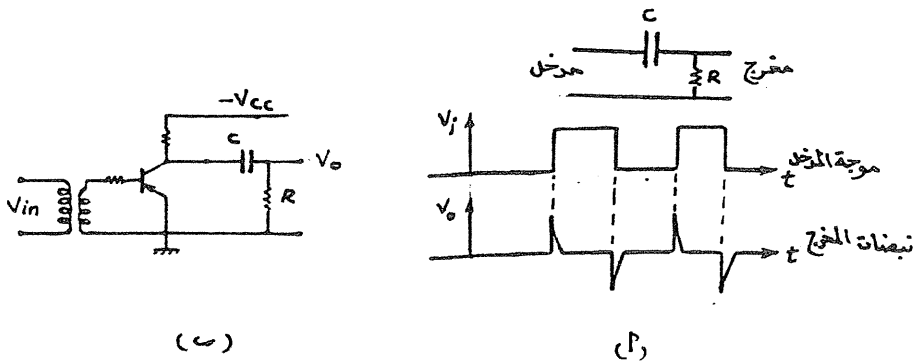 C
مدخل
R
مخرج
Vi
موجة المدخل
t
Vo
نبضات المخرج
t
(أ)
-Vcc
C
Vo
Vin
R
(ب)